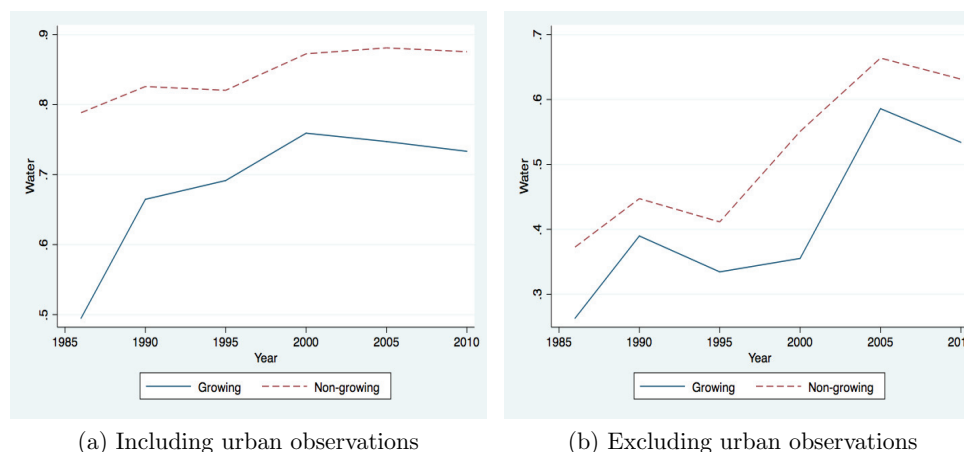 .9
.8
.7
.6
.5
Water
1985 1990 1995 2000 2005 2010
Year
Growing Non-growing
(a) Including urban observations
.7
.6
.5
.4
.3
Water
1985 1990 1995 2000 2005 201
Year
Growing Non-growing
(b) Excluding urban observations